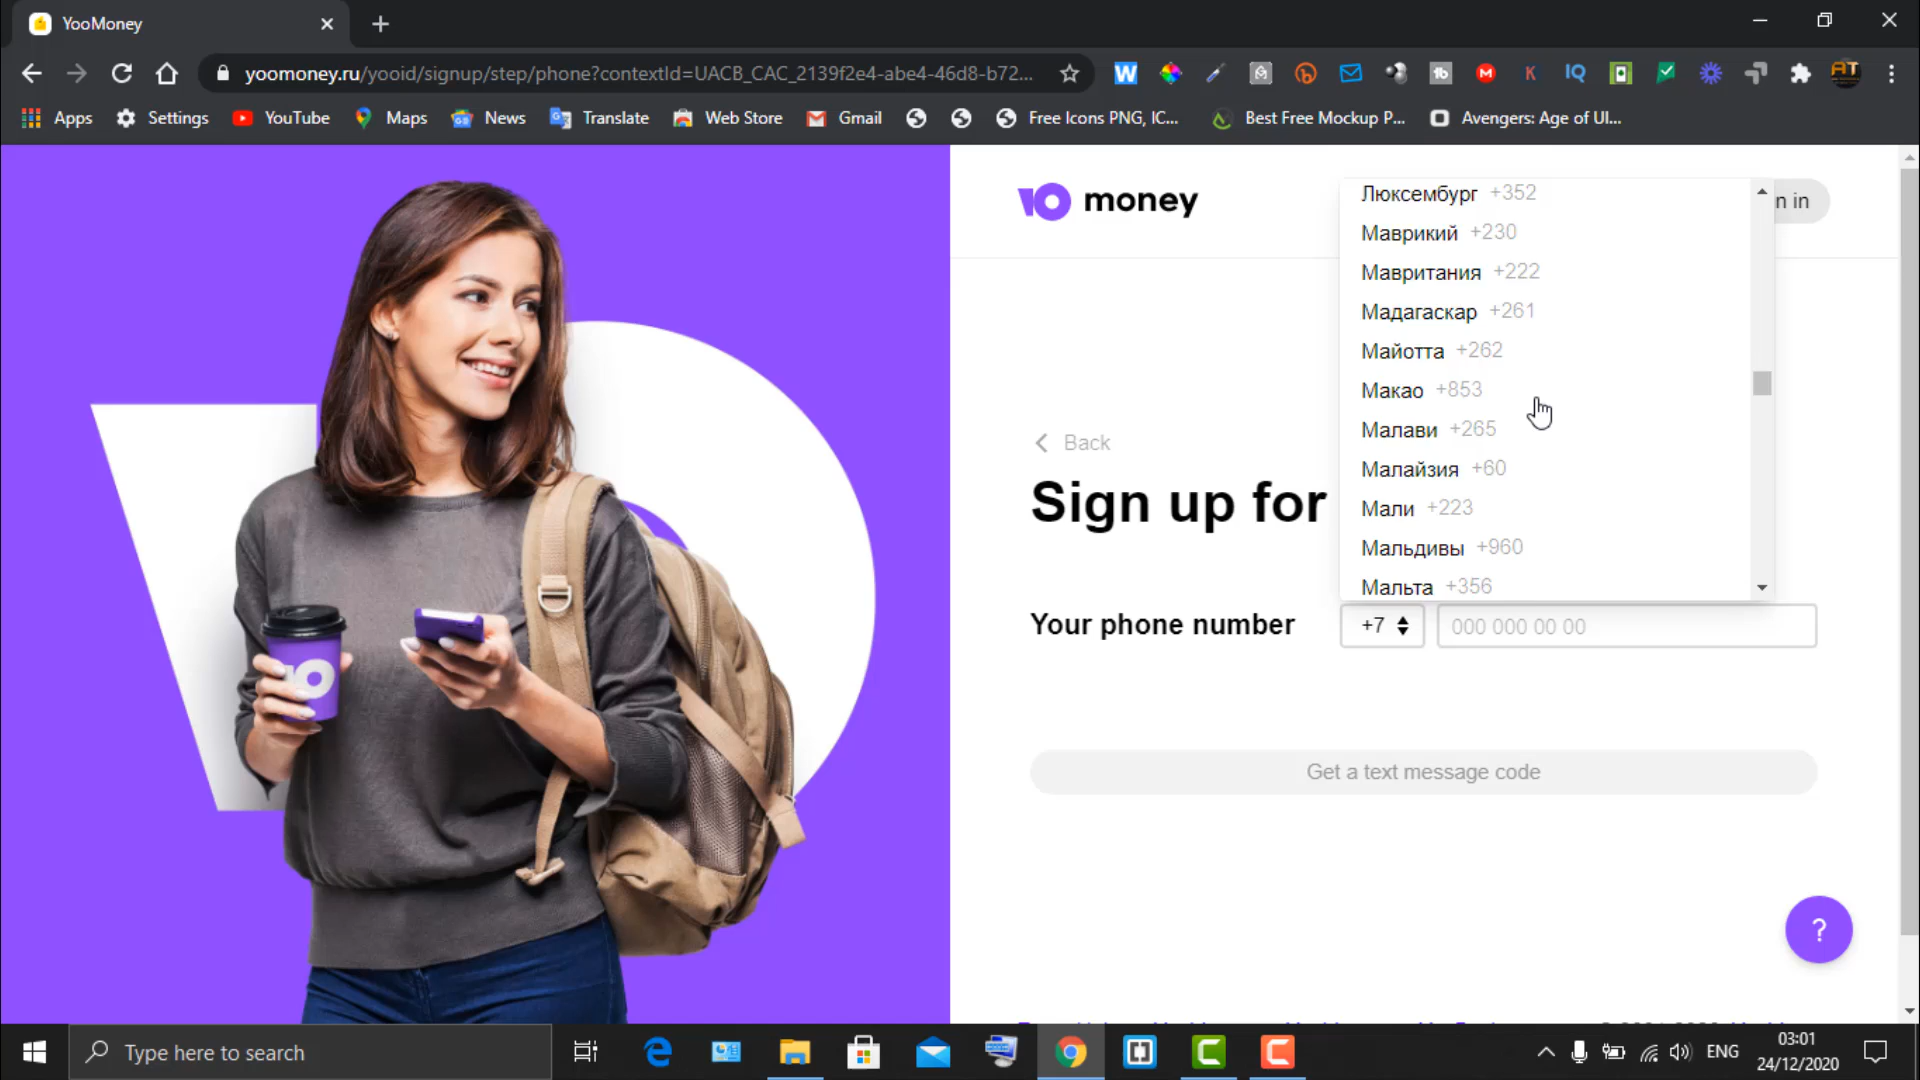 YooMoney
yoomoney.ru/yooid/signup/step/phone?contextId=UACB_CAC_2139f2e4-abe4-46d8-b72...
Apps Settings YouTube Maps News Translate Web Store Gmail Free Icons PNG, IC... Best Free Mockup P... Avengers: Age of Ul...
money
n in
Люксембург +352
Маврикий +230
Мавритания +222
Мадагаскар +261
Майотта +262
Макао +853
Малави +265
Малайзия +60
Мали +223
Мальдивы +960
Мальта +356
Back
Sign up for
Your phone number +7 000 000 00 00
Get a text message code
?
Type here to search
ENG
03:01
24/12/2020